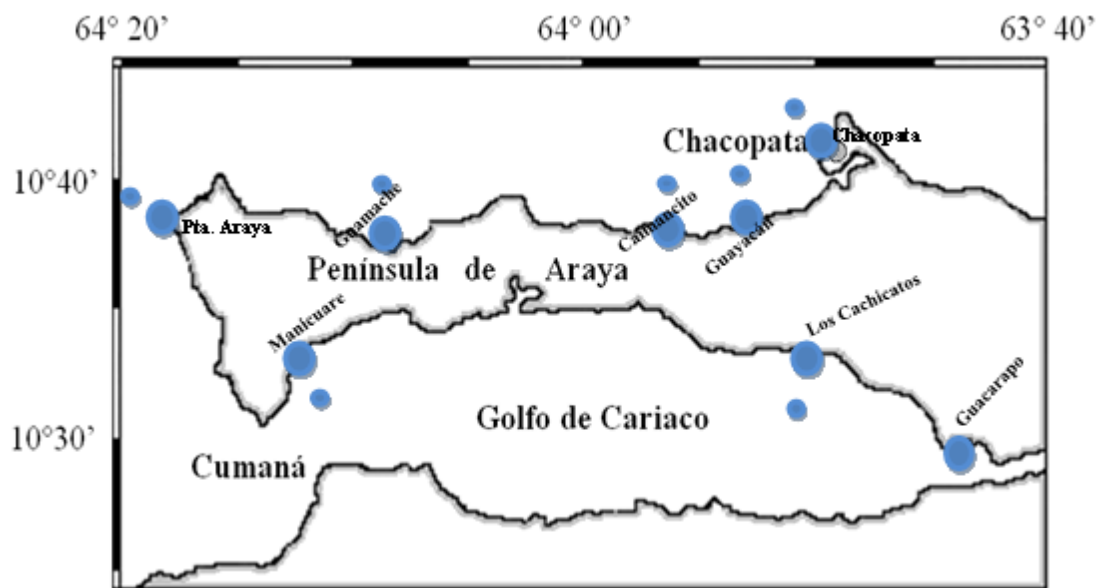 64° 20’ 64° 00’ 63° 40’
Chacopata Chacopata
10°40’
Pta. Araya Guamache Caimancito Guayacán
Península de Araya
Manicuare Los Cachicatos
Golfo de Cariaco Guacarapo
10°30’
Cumaná